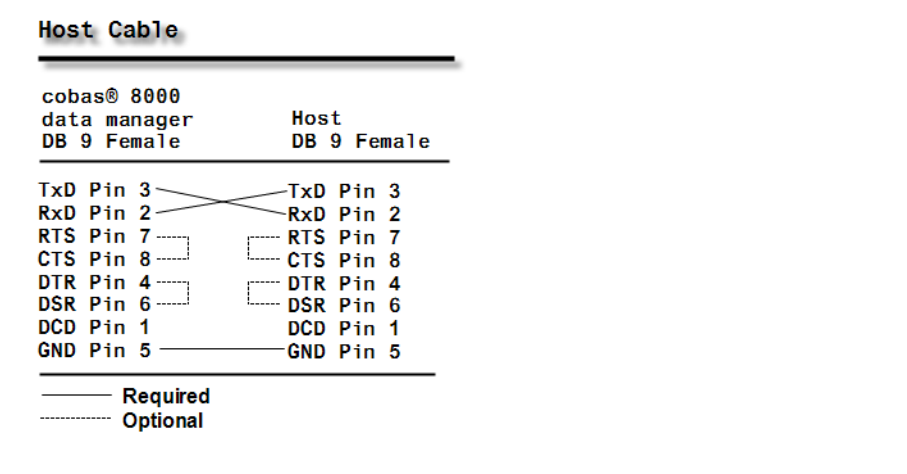 Host Cable
cobas® 8000
data manager
DB 9 Female
Host
DB 9 Female
TxD Pin 3 TxD Pin 3
RxD Pin 2 RxD Pin 2
RTS Pin 7 RTS Pin 7
CTS Pin 8 CTS Pin 8
DTR Pin 4 DTR Pin 4
DSR Pin 6 DSR Pin 6
DCD Pin 1 DCD Pin 1
GND Pin 5 GND Pin 5
Required
Optional